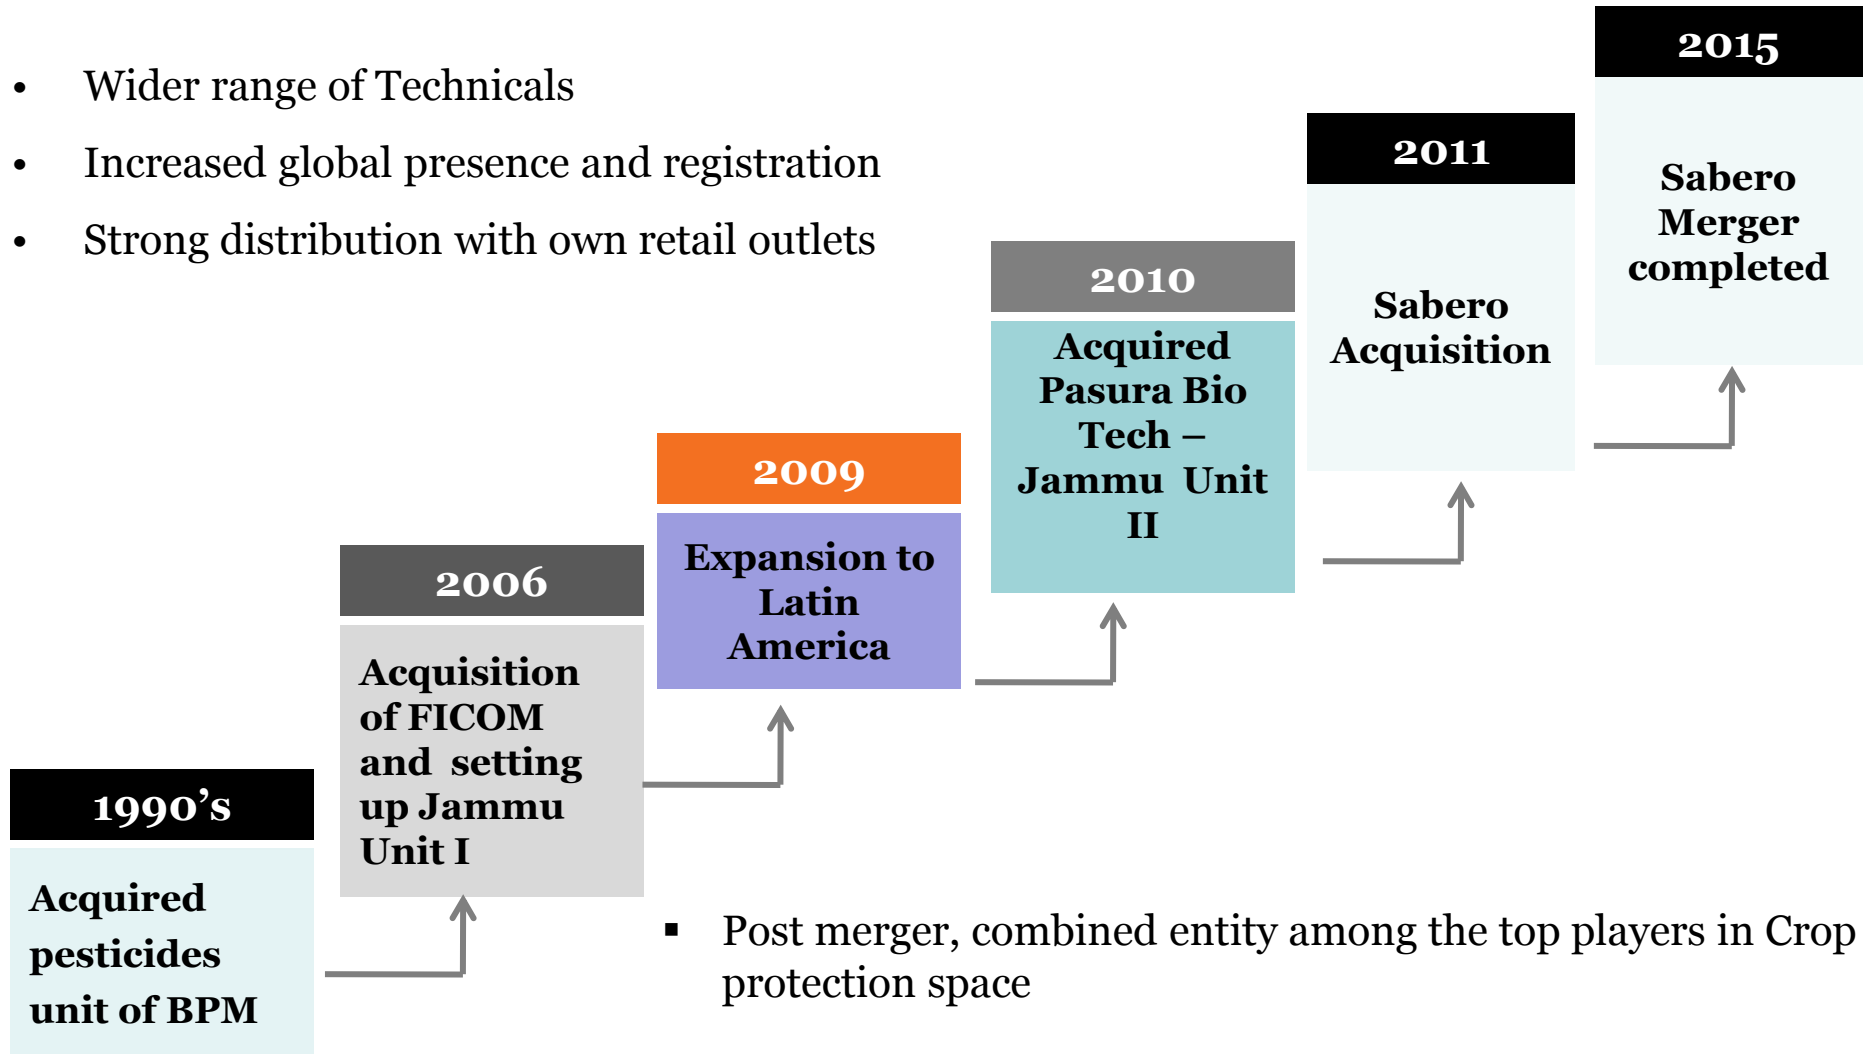 • Wider range of Technicals
• Increased global presence and registration
• Strong distribution with own retail outlets
1990’s
Acquired
pesticides
unit of BPM
2006
Acquisition
of FICOM
and setting
up Jammu
Unit I
2009
Expansion to
Latin
America
2010
Acquired
Pasura Bio
Tech –
Jammu Unit
II
2011
Sabero
Acquisition
2015
Sabero
Merger
completed
▪ Post merger, combined entity among the top players in Crop
protection space